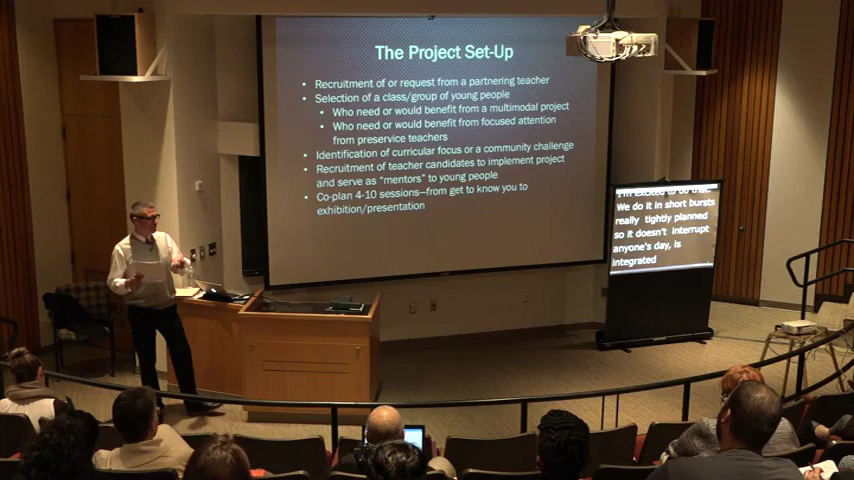 The Project Set-Up
• Recruitment of or request from a partnering teacher
• Selection of a class/group of young people
• Who need or would benefit from a multimodal project
• Who need or would benefit from focused attention
from preservice teachers
• Identification of curricular focus or a community challenge
• Recruitment of teacher candidates to implement project
and serve as “mentors” to young people
• Co-plan 4-10 sessions—from get to know you to
exhibition/presentation
I'm excited to do that.
We do it in short bursts
really tightly planned
so it doesn't interrupt
anyone's day, is
integrated